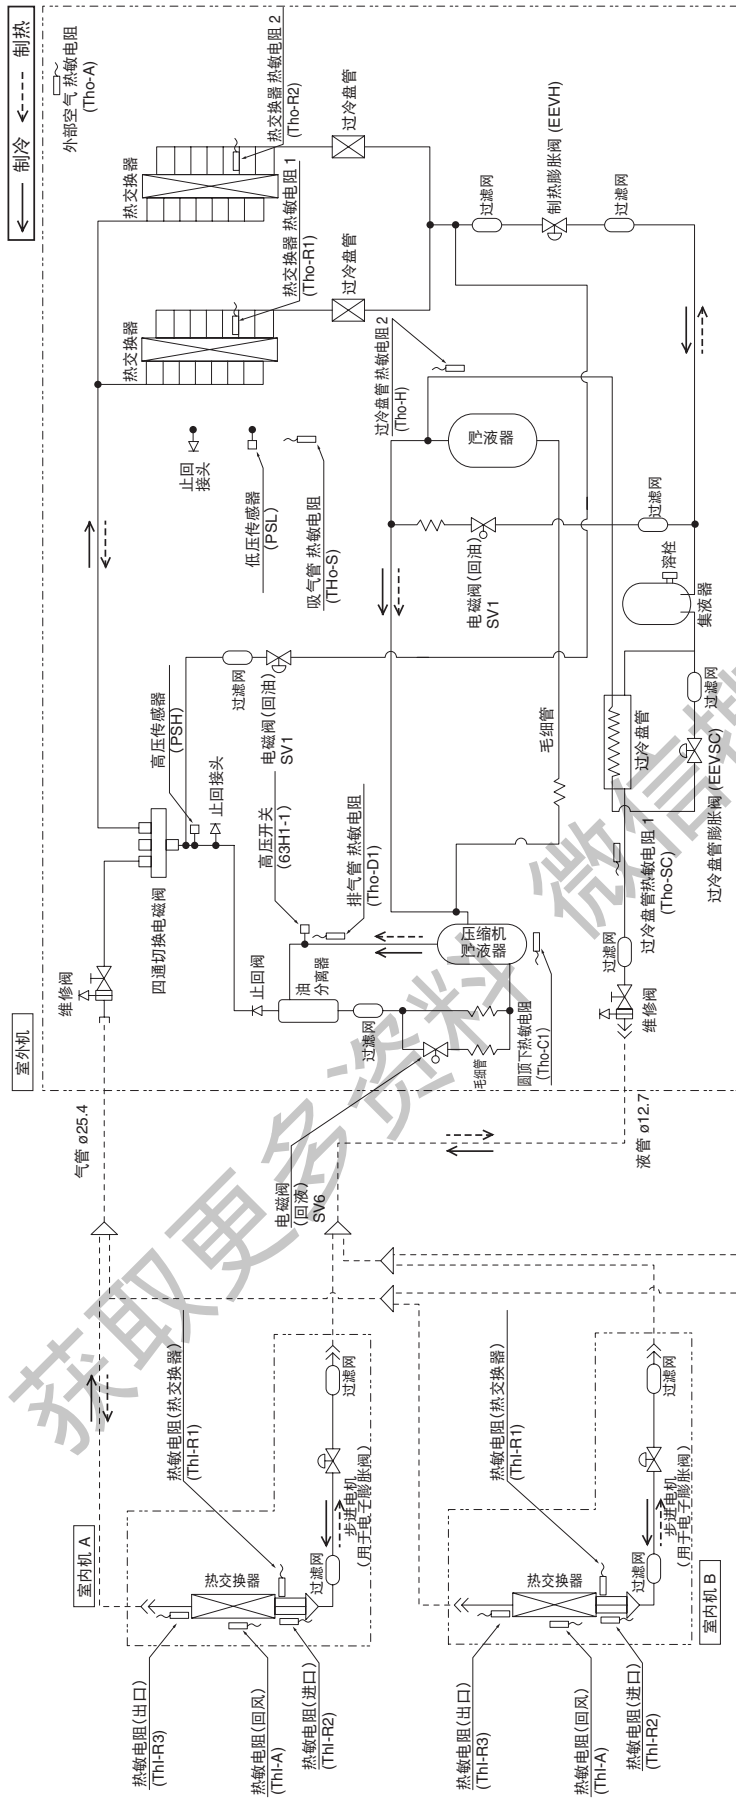 制冷
制热
外部空气 热敏电阻
(Tho-A)
热交换器 热敏电阻 2
(Tho-R2)
热交换器
过冷盘管
热交换器 热敏电阻 1
(Tho-R1)
热交换器
过冷盘管
过滤网
制热膨胀阀 (EEVH)
过滤网
止回
接头
低压传感器
(PSL)
吸气管 热敏电阻
(THo-S)
过冷盘管 热敏电阻 2
(Tho-H)
贮液器
电磁阀(回油)
SV1
过滤网
溶栓
集液器
高压传感器
(PSH)
过滤网
电磁阀(回油)
SV1
止回接头
毛细管
过冷盘管
过滤网
过冷盘管膨胀阀 (EEVSC)
过冷盘管热敏电阻 1
(Tho-SC)
四通切换电磁阀
高压开关
(63H1-1)
排气管 热敏电阻
(Tho-D1)
压缩机
贮液器
维修阀
止回阀
油
分离器
过滤网
毛细管
圆顶下热敏电阻
(Tho-C1)
过滤网
维修阀
室外机
气管 ø25.4
电磁阀
(回液)
SV6
液管 ø12.7
室内机 A
热敏电阻(热交换器)
(ThI-R1)
热交换器
过滤网
步进电机
(用于电子膨胀阀)
过滤网
热敏电阻(出口)
(ThI-R3)
热敏电阻(回风)
(ThI-A)
热敏电阻(进口)
(ThI-R2)
热敏电阻(热交换器)
(ThI-R1)
热交换器
过滤网
步进电机
(用于电子膨胀阀)
过滤网
室内机 B
热敏电阻(出口)
(ThI-R3)
热敏电阻(回风)
(ThI-A)
热敏电阻(进口)
(ThI-R2)
获取更多资料 微信搜